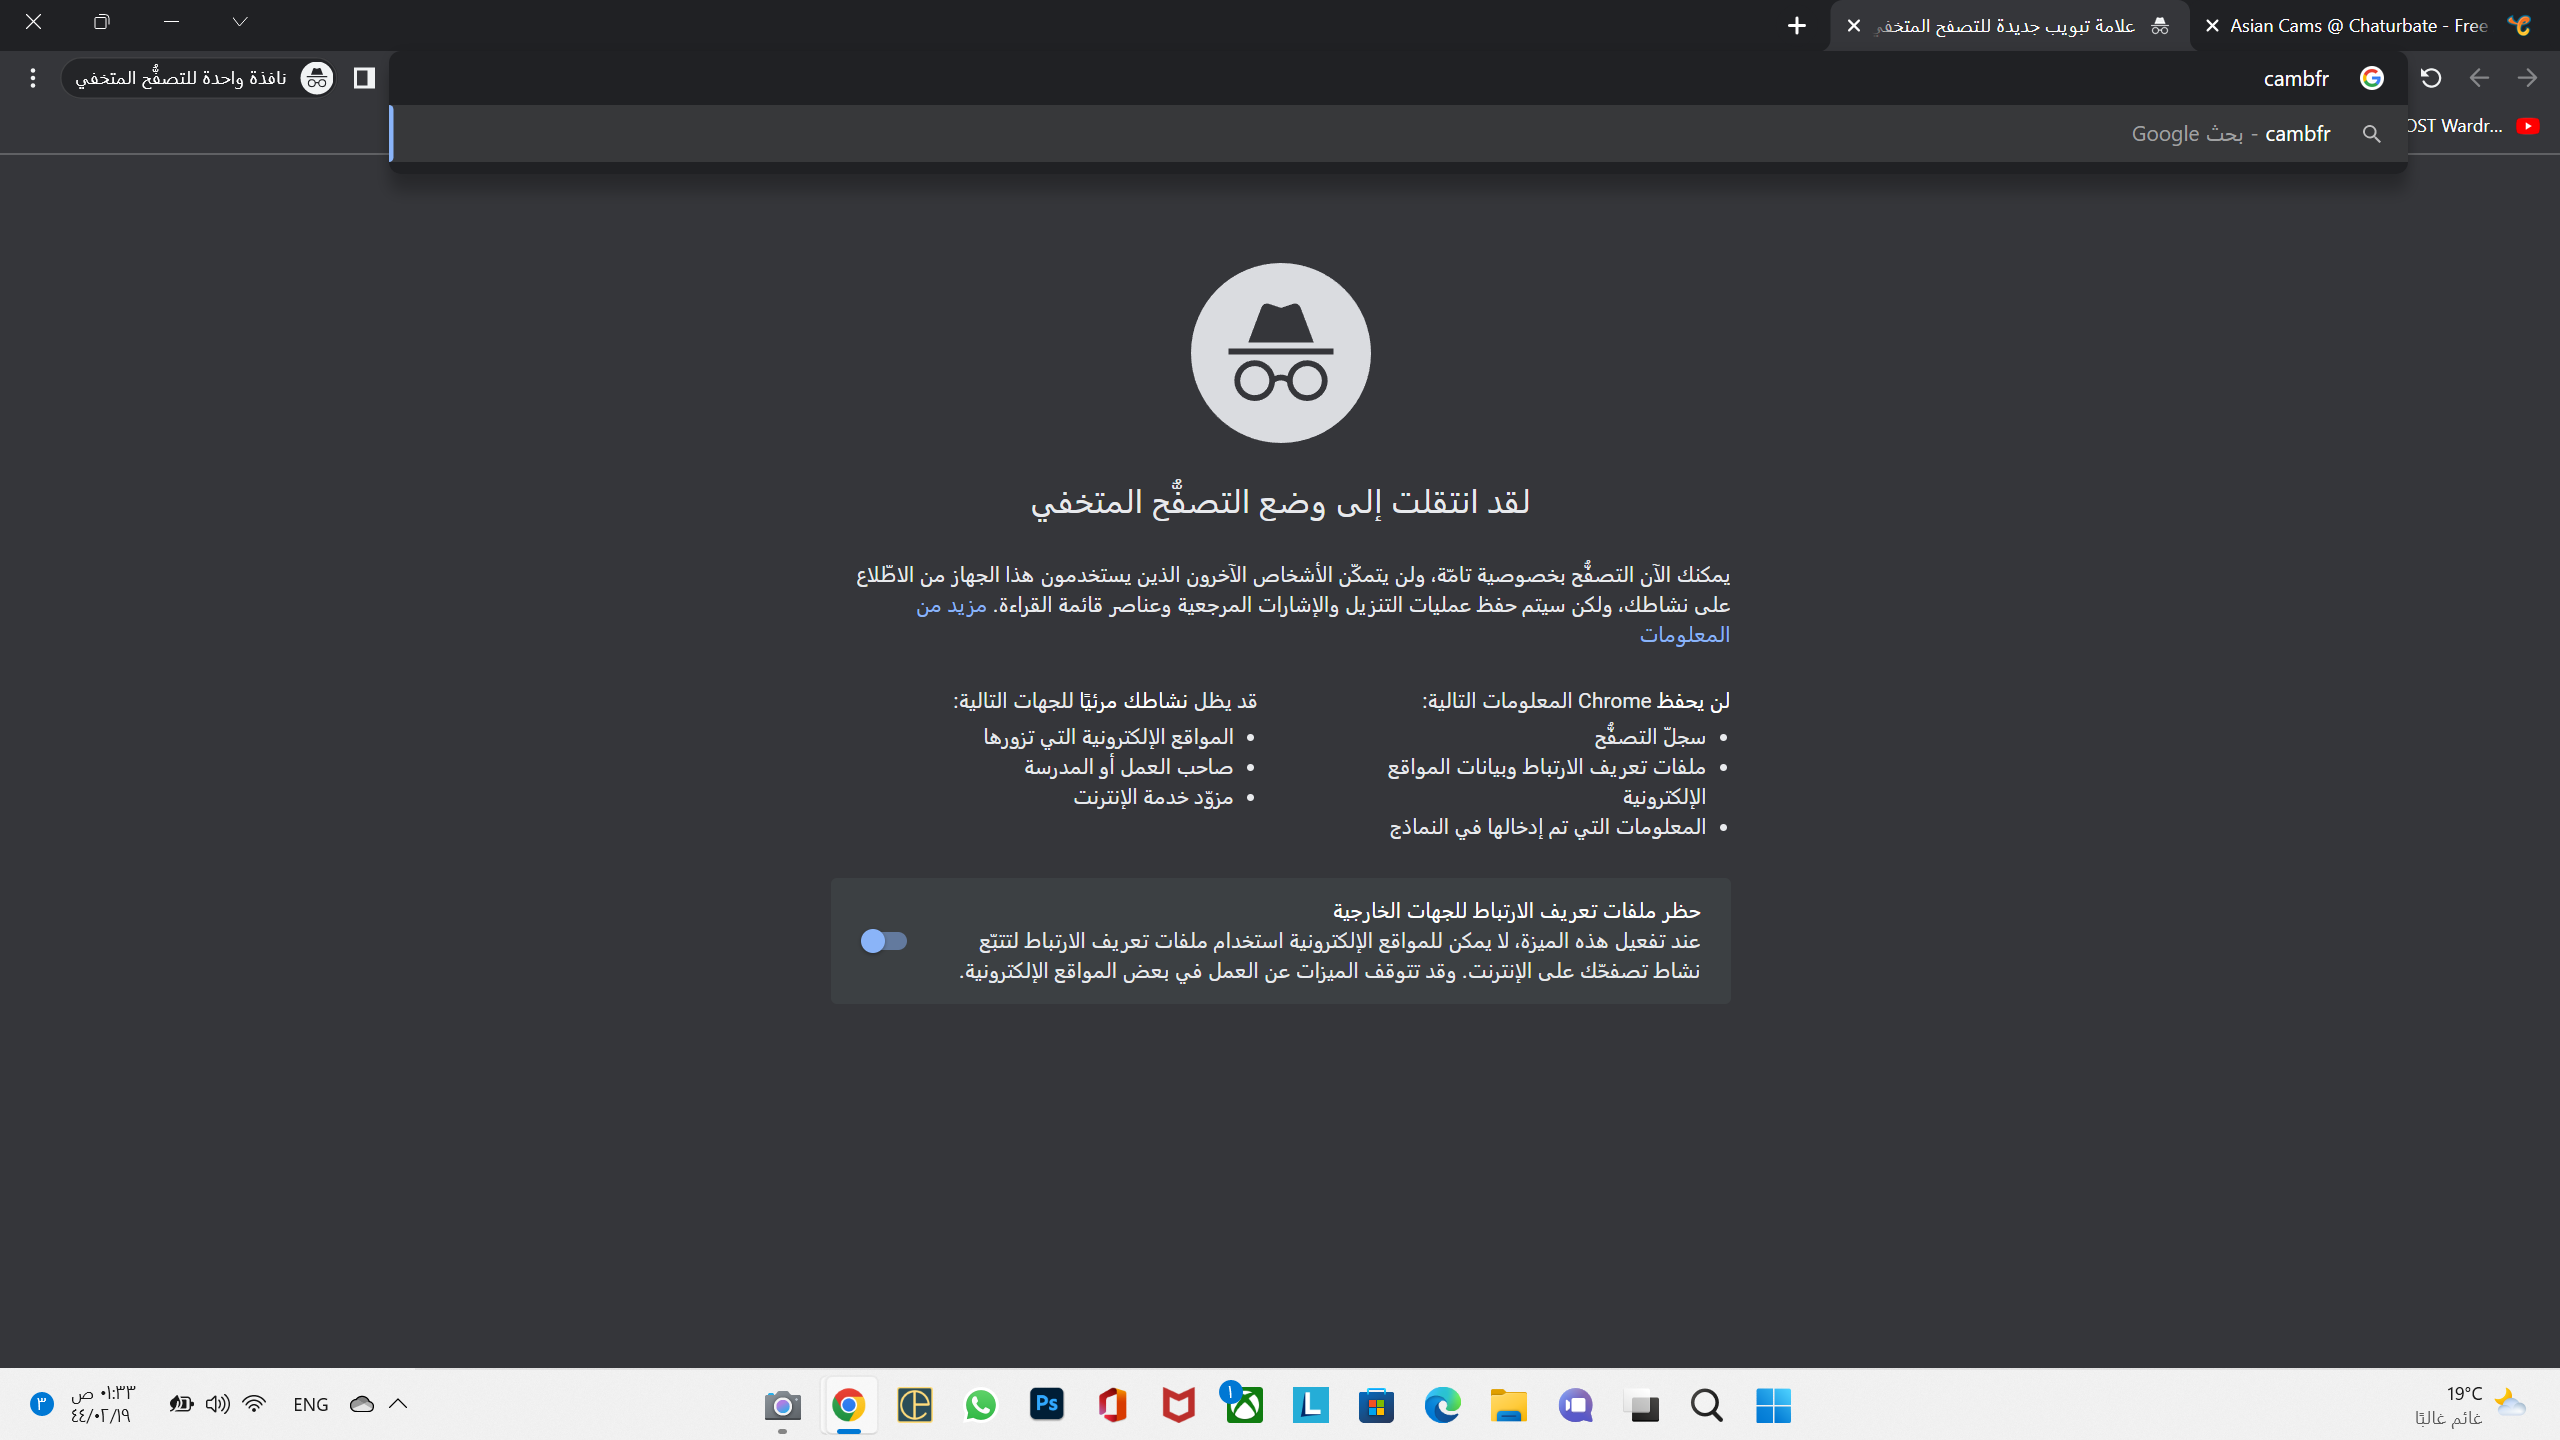 Asian Cams @ Chaturbate - Free
علامة تبويب جديدة للتصفح المتخفي
cambfr
نافذة واحدة للتصفُّح المتخفي
cambfr - بحث Google
OST Wardr...
لقد انتقلت إلى وضع التصفُّح المتخفي
يمكنك الآن التصفُّح بخصوصية تامّة، ولن يتمكّن الأشخاص الآخرون الذين يستخدمون هذا الجهاز من الاطّلاع
على نشاطك، ولكن سيتم حفظ عمليات التنزيل والإشارات المرجعية وعناصر قائمة القراءة. مزيد من
المعلومات
لن يحفظ Chrome المعلومات التالية:
• سجلّ التصفُّح
• ملفات تعريف الارتباط وبيانات المواقع
الإلكترونية
• المعلومات التي تم إدخالها في النماذج
قد يظل نشاطك مرئيًا للجهات التالية:
• المواقع الإلكترونية التي تزورها
• صاحب العمل أو المدرسة
• مزوّد خدمة الإنترنت
حظر ملفات تعريف الارتباط للجهات الخارجية
عند تفعيل هذه الميزة، لا يمكن للمواقع الإلكترونية استخدام ملفات تعريف الارتباط لتتبّع
نشاط تصفحّك على الإنترنت. وقد تتوقف الميزات عن العمل في بعض المواقع الإلكترونية.
19°C
غائم غالبًا
L
١
Ps
ENG
٠١:٣٣ ص
٤٤/٠٢/١٩
٣